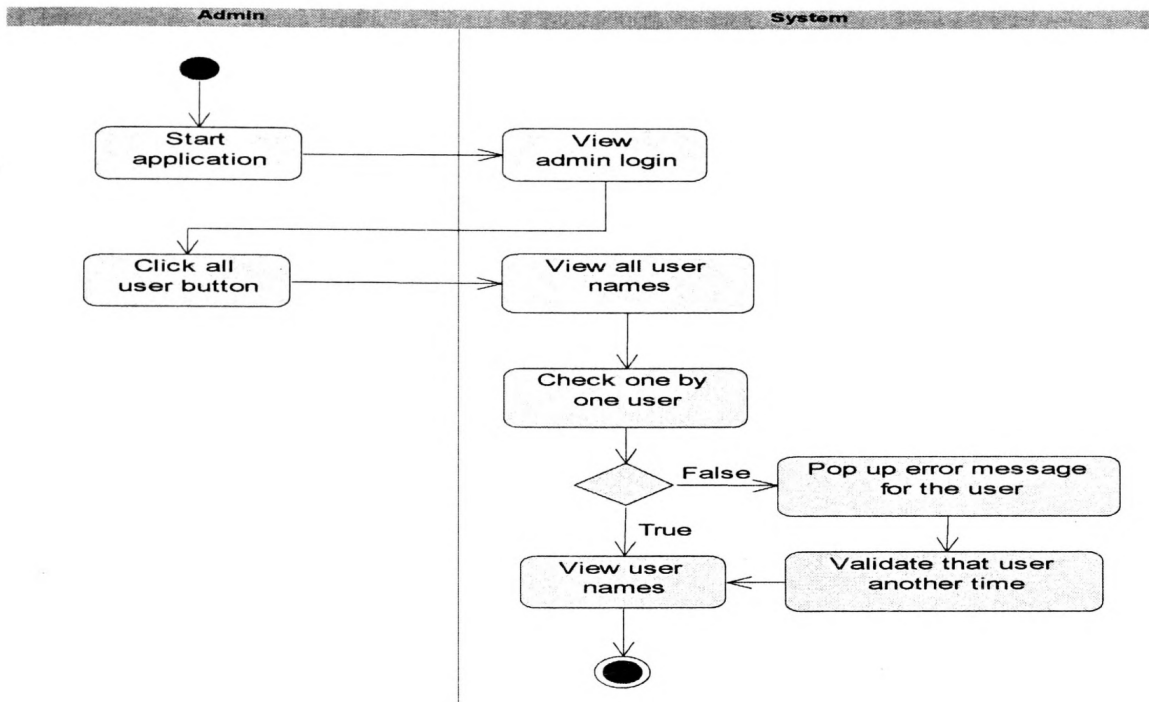 Admin
System
Start
application
View
admin login
Click all
user button
View all user
names
Check one by
one user
False
Pop up error message
for the user
True
View user
names
Validate that user
another time